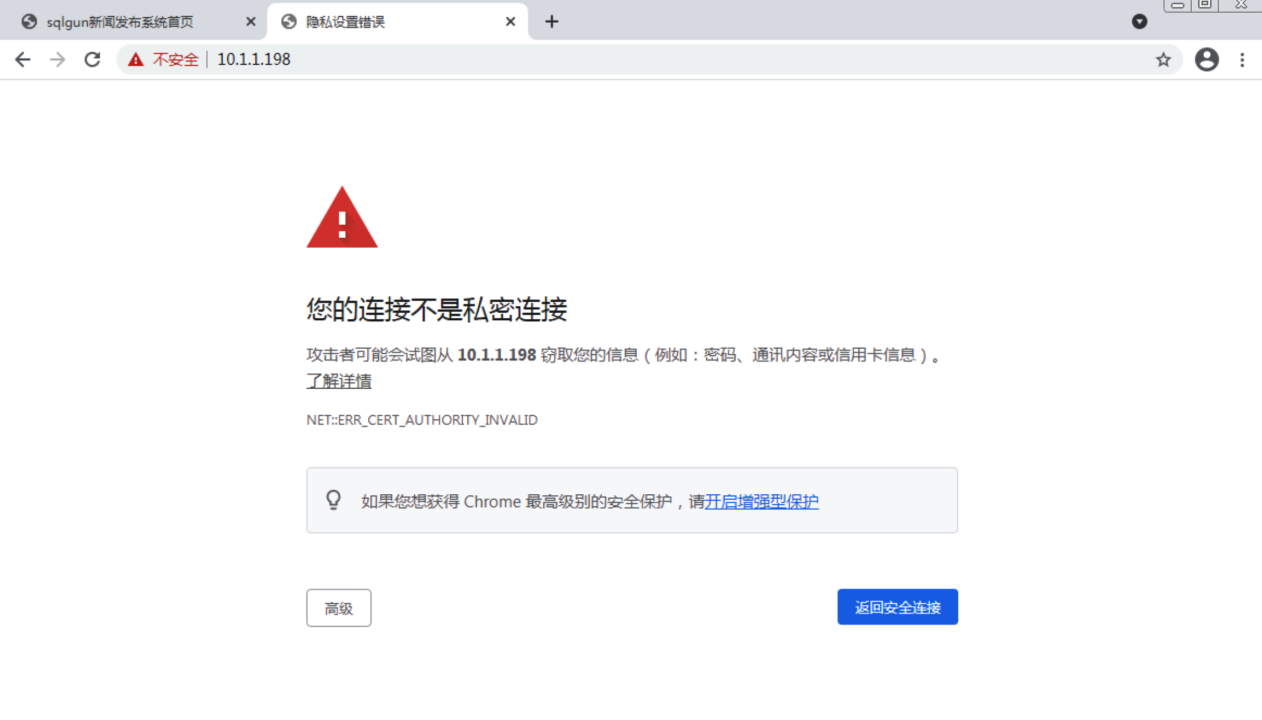 sqlgun新闻发布系统首页
隐私设置错误
不安全 10.1.1.198
您的连接不是私密连接
攻击者可能会试图从 10.1.1.198 窃取您的信息（例如：密码、通讯内容或信用卡信息）。
了解详情
NET::ERR_CERT_AUTHORITY_INVALID
如果您想获得 Chrome 最高级别的安全保护，请开启增强型保护
高级
返回安全连接